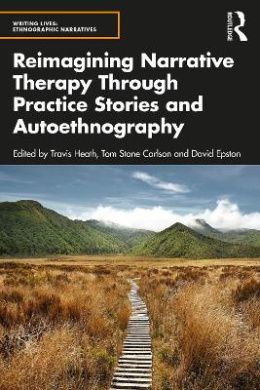 WRITING LIVES:
ETHNOGRAPHIC NARRATIVES
ROUTLEDGE
Reimagining Narrative
Therapy Through
Practice Stories and
Autoethnography
Edited by Travis Heath, Tom Stone Carlson and David Epston